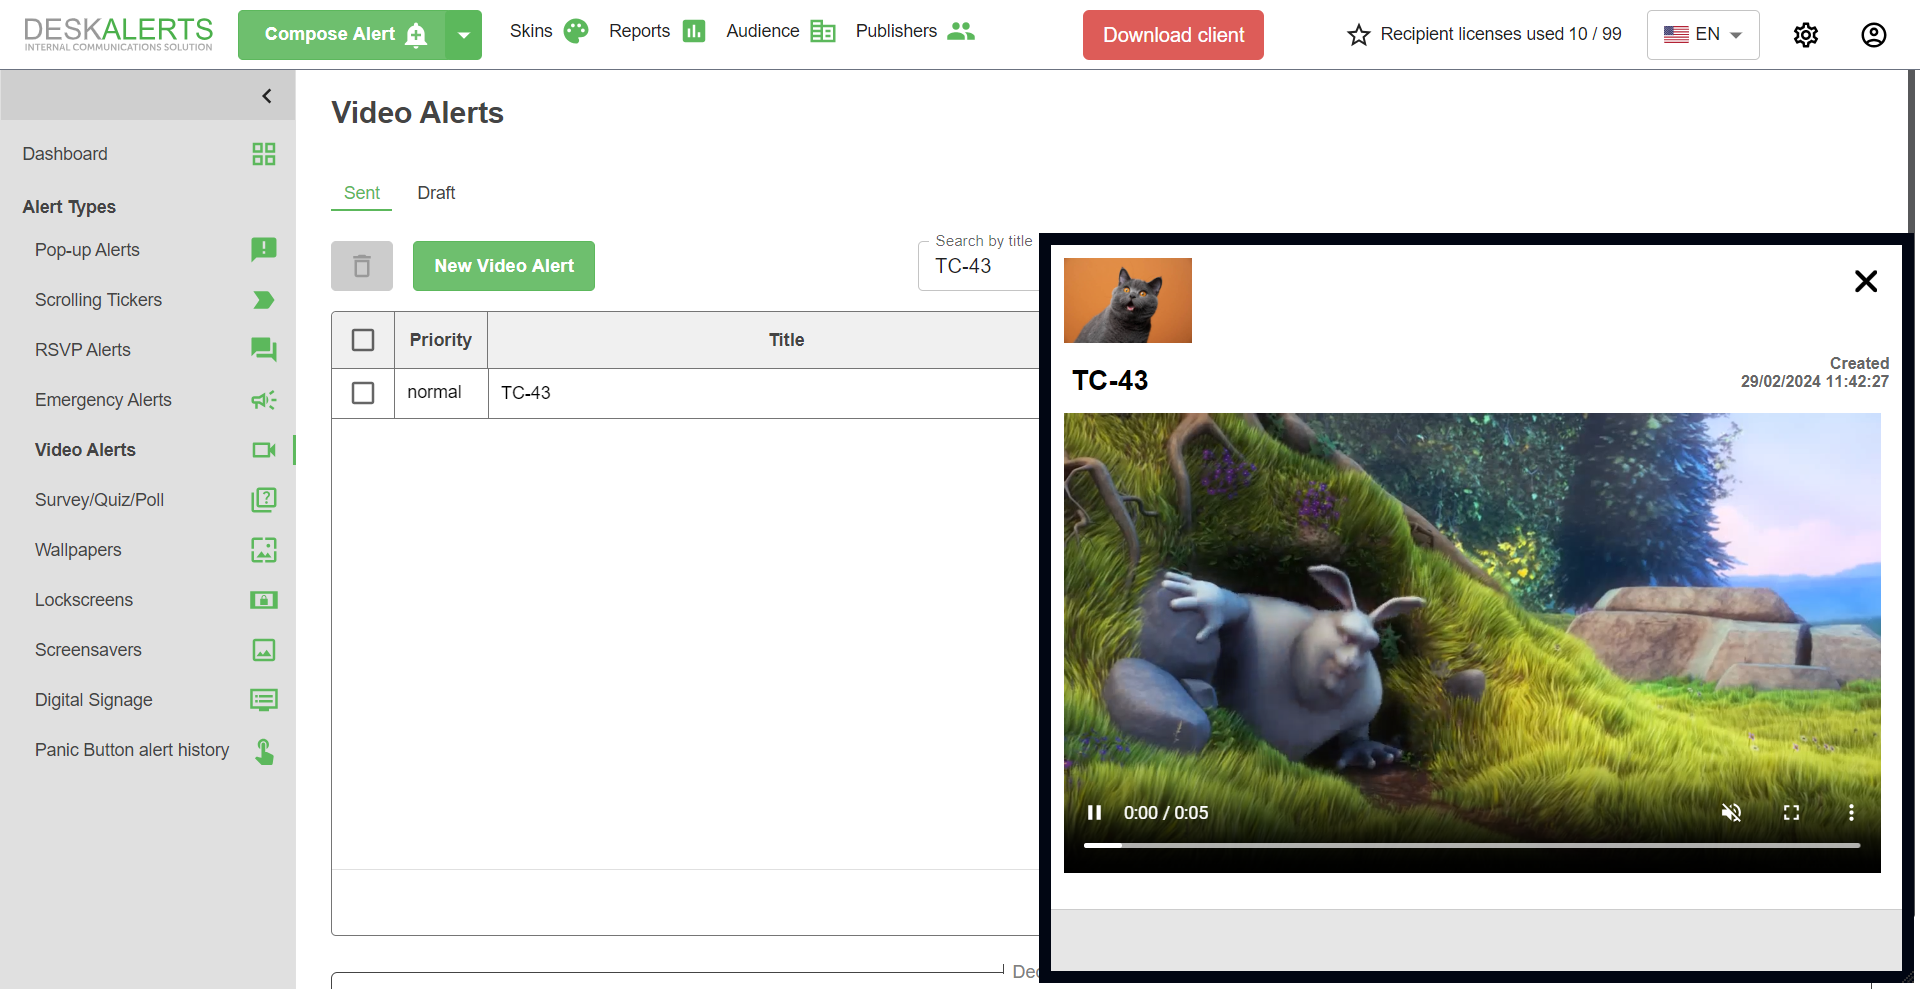 DESKALERTS
INTERNAL COMMUNICATIONS SOLUTION
Compose Alert
Skins
Reports
Audience
Publishers
Download client
Recipient licenses used 10 / 99
EN
Dashboard
Alert Types
Pop-up Alerts
Scrolling Tickers
RSVP Alerts
Emergency Alerts
Video Alerts
Survey/Quiz/Poll
Wallpapers
Lockscreens
Screensavers
Digital Signage
Panic Button alert history
Video Alerts
Sent
Draft
New Video Alert
Search by title
TC-43
Priority
Title
normal
TC-43
TC-43
Created
29/02/2024 11:42:27
0:00 / 0:05